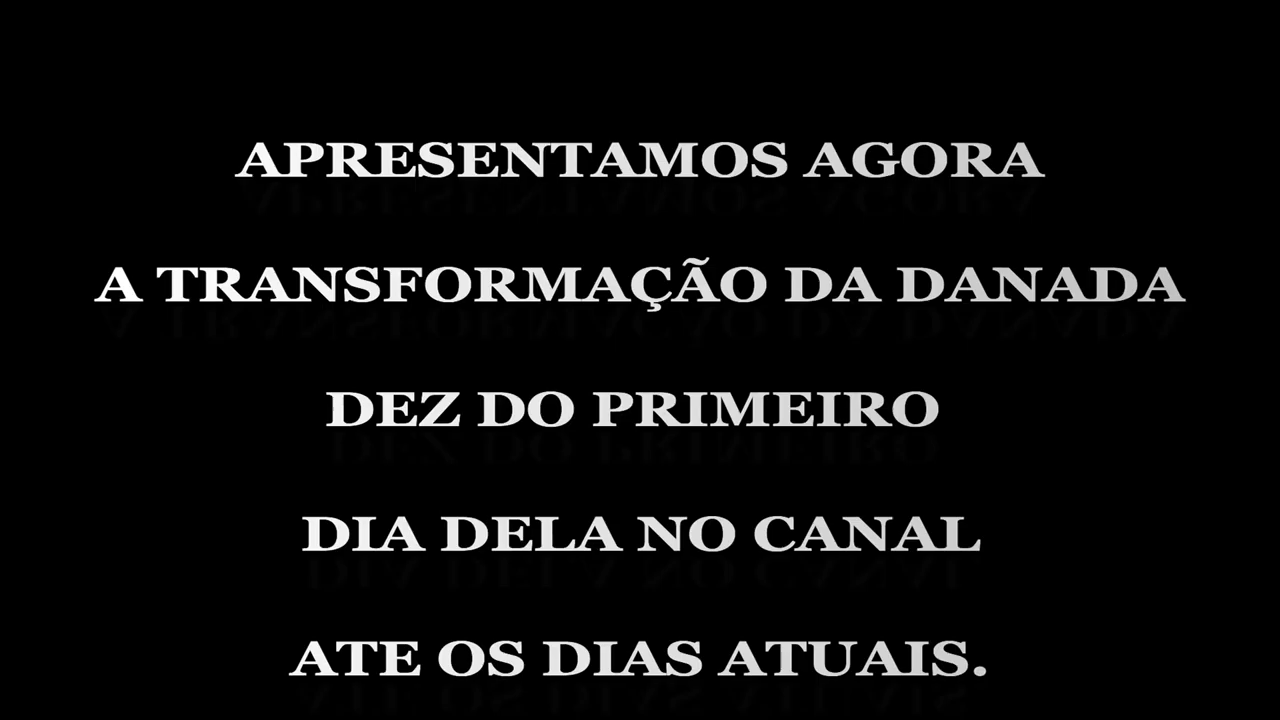 APRESENTAMOS AGORA
A TRANSFORMAÇÃO DA DANADA
DEZ DO PRIMEIRO
DIA DELA NO CANAL
ATE OS DIAS ATUAIS.